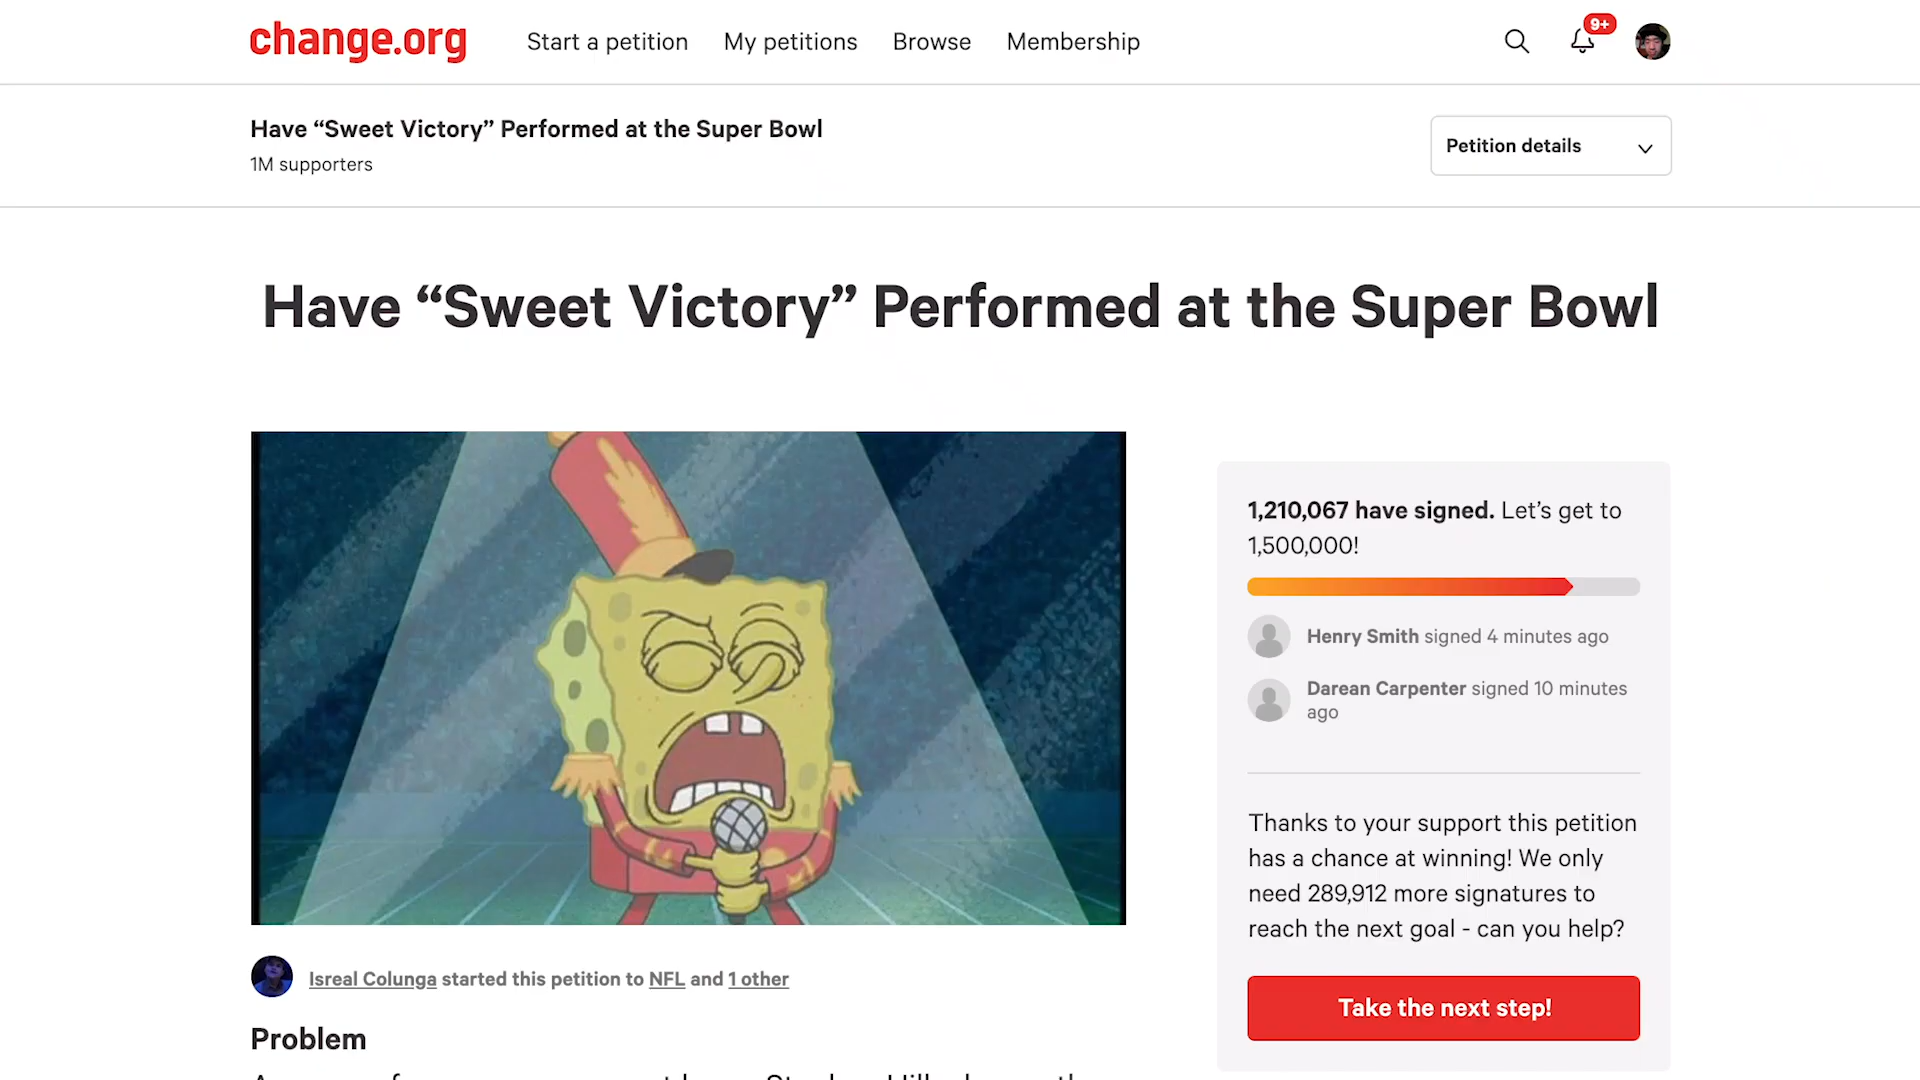 change.org
Start a petition
My petitions
Browse
Membership
9+
Have “Sweet Victory” Performed at the Super Bowl
1M supporters
Petition details
Have “Sweet Victory” Performed at the Super Bowl
1,210,067 have signed. Let’s get to
1,500,000!
Henry Smith signed 4 minutes ago
Darean Carpenter signed 10 minutes
ago
Thanks to your support this petition
has a chance at winning! We only
need 289,912 more signatures to
reach the next goal - can you help?
Take the next step!
Isreal Colunga started this petition to NFL and 1 other
Problem